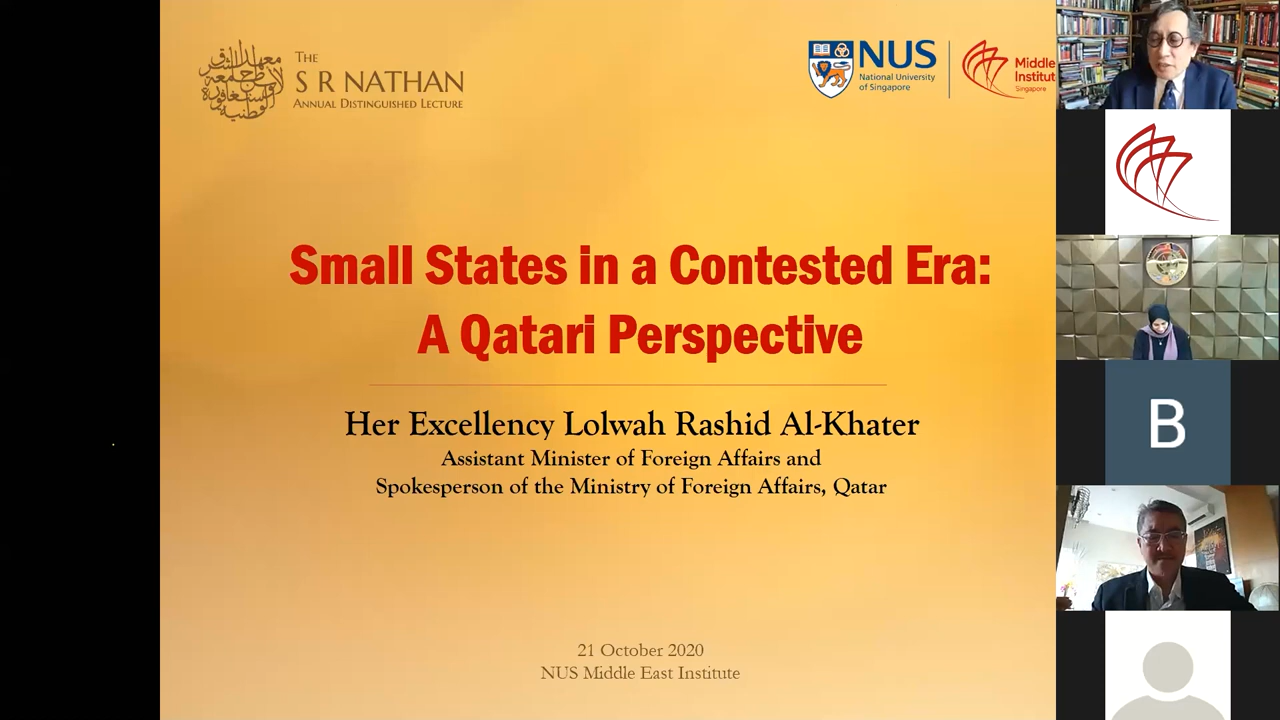 THE
S R NATHAN
ANNUAL DISTINGUISHED LECTURE
NUS
National University
of Singapore
Middle
Institut
Singapore
Small States in a Contested Era:
A Qatari Perspective
Her Excellency Lolwah Rashid Al-Khater
Assistant Minister of Foreign Affairs and
Spokesperson of the Ministry of Foreign Affairs, Qatar
21 October 2020
NUS Middle East Institute
B